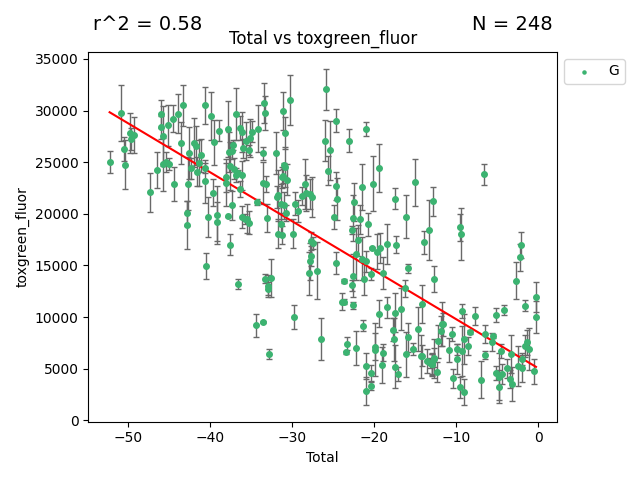 r^2 = 0.58
N = 248
Total vs toxgreen_fluor
G
toxgreen_fluor
35000
30000
25000
20000
15000
10000
5000
0
−50
−40
−30
−20
−10
0
Total